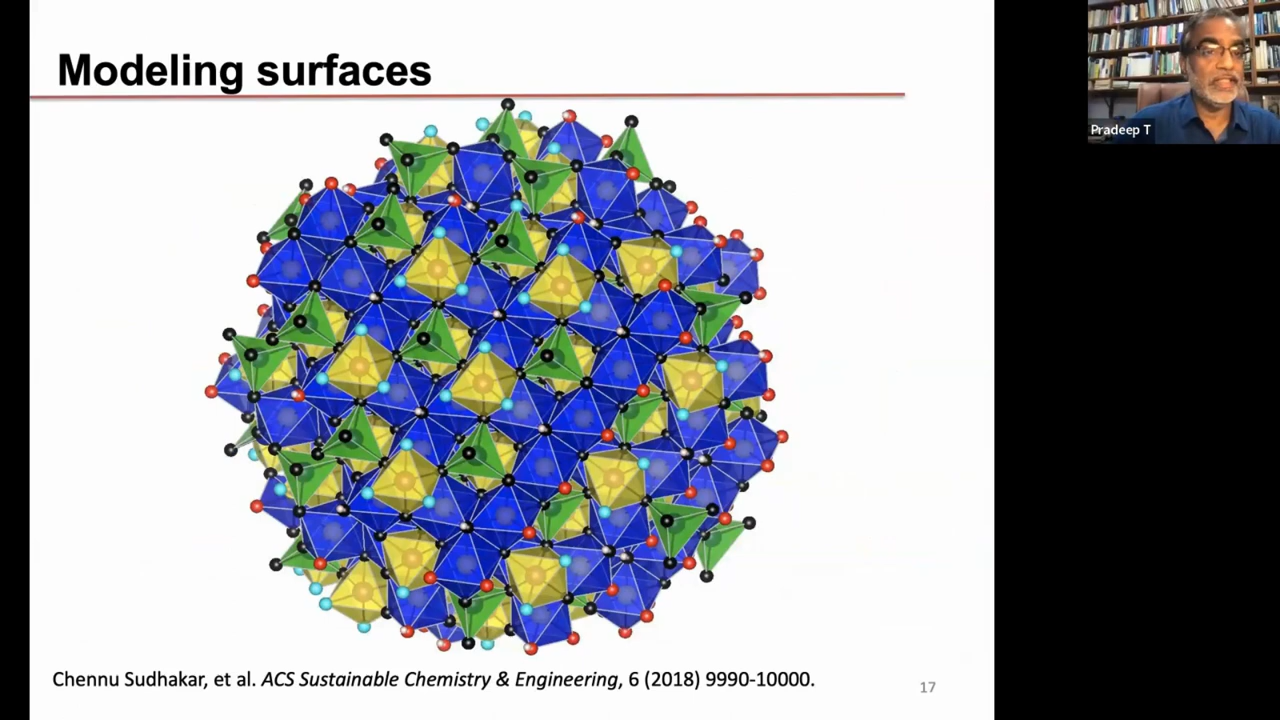 Modeling surfaces
Pradeep T
Chennu Sudhakar, et al. ACS Sustainable Chemistry & Engineering, 6 (2018) 9990-10000.
17